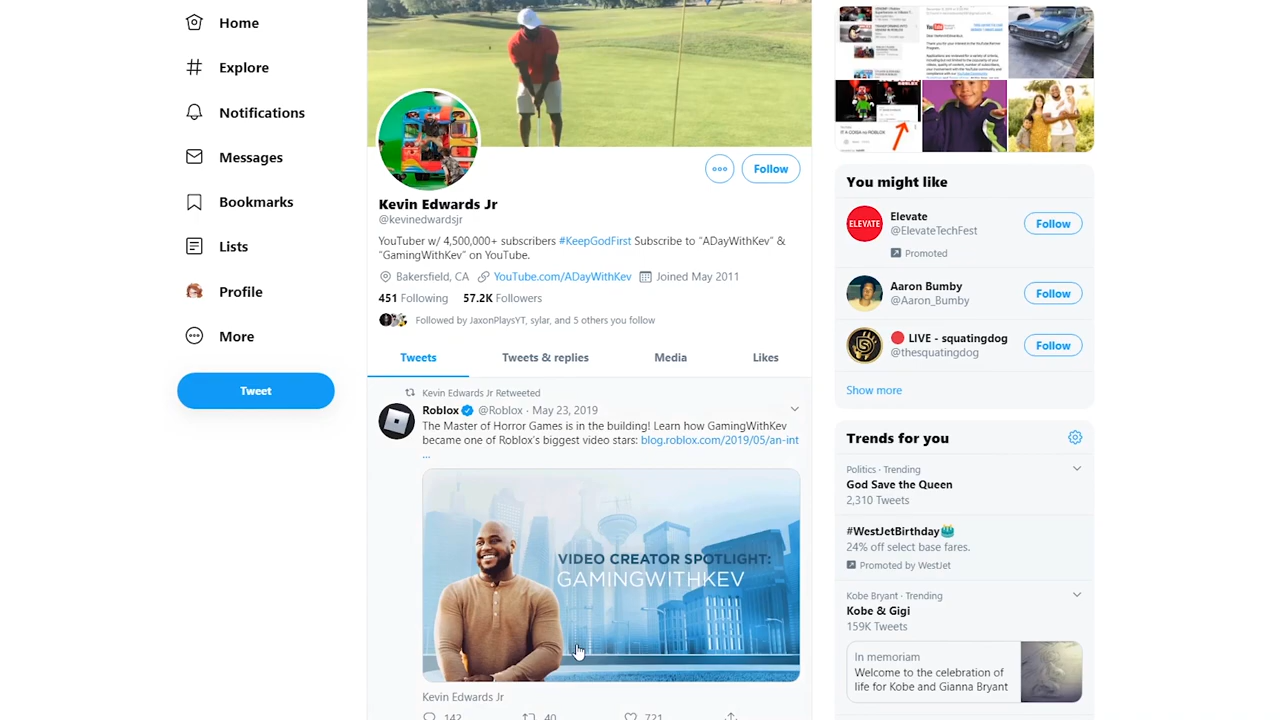 Home
Explore
Notifications
Messages
Bookmarks
Lists
Profile
More
Tweet
Follow
Kevin Edwards Jr
@kevinedwardsjr
YouTuber w/ 4,500,000+ subscribers #KeepGodFirst Subscribe to "ADayWithKev" &
"GamingWithKev" on YouTube.
Bakersfield, CA YouTube.com/ADayWithKev Joined May 2011
451 Following 57.2K Followers
Followed by JaxonPlaysYT, sylar, and 5 others you follow
Tweets Tweets & replies Media Likes
Kevin Edwards Jr Retweeted
Roblox @Roblox · May 23, 2019
The Master of Horror Games is in the building! Learn how GamingWithKev
became one of Roblox's biggest video stars: blog.roblox.com/2019/05/an-int
...
VIDEO CREATOR SPOTLIGHT:
GAMINGWITHKEV
Kevin Edwards Jr
142 40 721
You might like
ELEVATE
Elevate
@ElevateTechFest
Follow
Promoted
Aaron Bumby
@Aaron_Bumby
Follow
LIVE - squatingdog
@thesquatingdog
Follow
Show more
Trends for you
Politics · Trending
God Save the Queen
2,310 Tweets
#WestJetBirthday
24% off select base fares.
Promoted by WestJet
Kobe Bryant · Trending
Kobe & Gigi
159K Tweets
In memoriam
Welcome to the celebration of
life for Kobe and Gianna Bryant